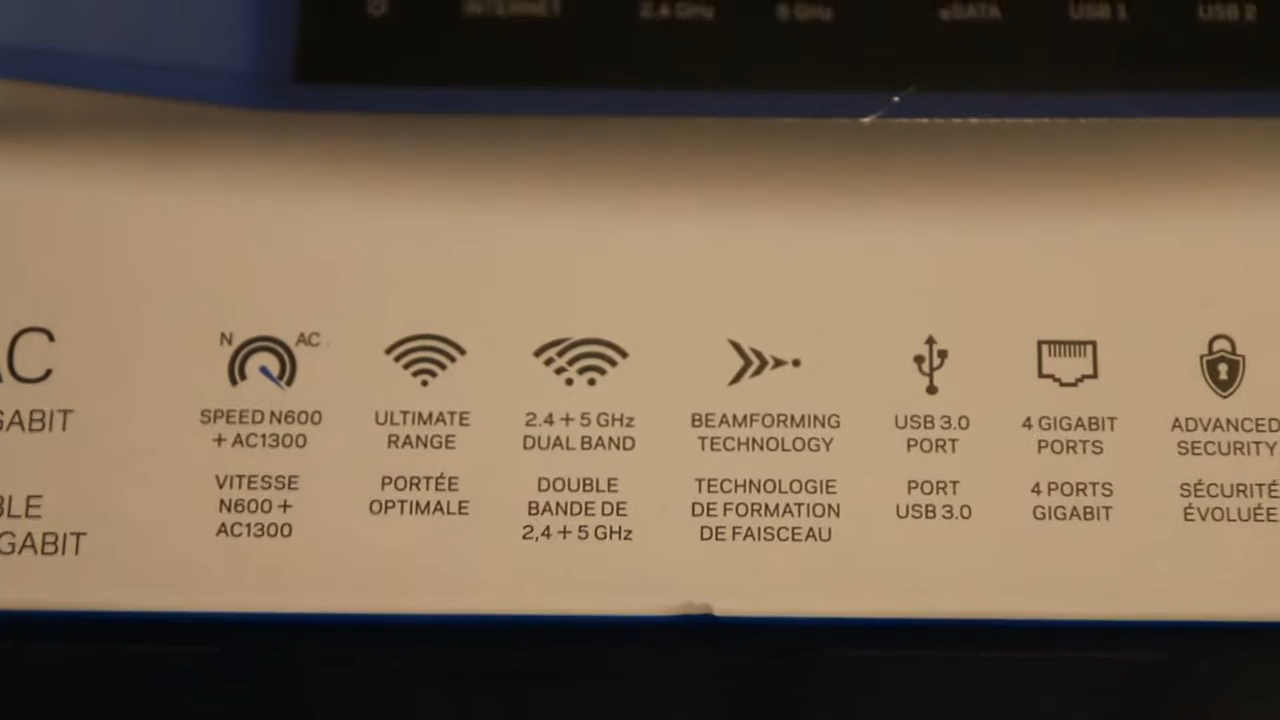 INTERNET 2.4 GHz 5 GHz eSATA USB 1 USB 2
AC
GABIT
BLE
GABIT
N AC
SPEED N600
+ AC1300
VITESSE
N600 +
AC1300
ULTIMATE
RANGE
PORTÉE
OPTIMALE
2.4 + 5 GHz
DUAL BAND
DOUBLE
BANDE DE
2,4 + 5 GHz
BEAMFORMING
TECHNOLOGY
TECHNOLOGIE
DE FORMATION
DE FAISCEAU
USB 3.0
PORT
PORT
USB 3.0
4 GIGABIT
PORTS
4 PORTS
GIGABIT
ADVANCED
SECURITY
SÉCURITÉ
ÉVOLUÉE